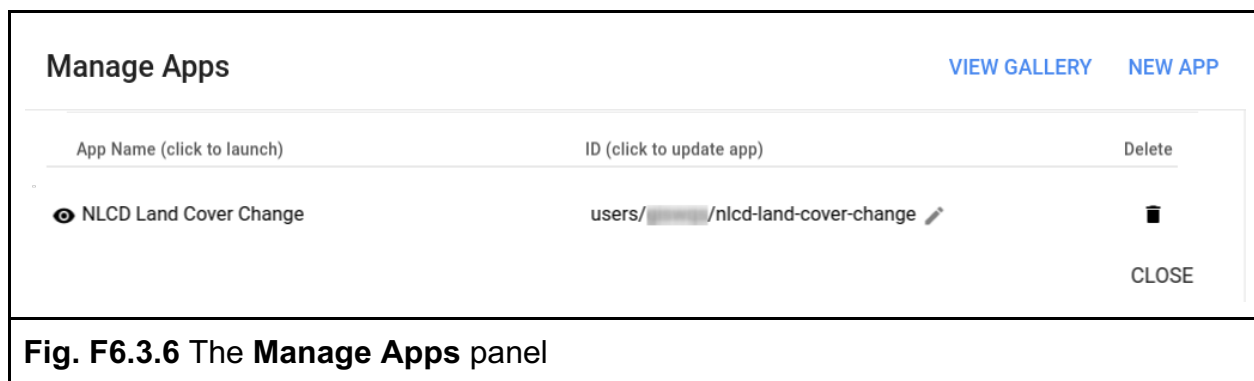 Manage Apps VIEW GALLERY NEW APP
App Name (click to launch) ID (click to update app) Delete
NLCD Land Cover Change users/ /nlcd-land-cover-change
CLOSE
Fig. F6.3.6 The Manage Apps panel